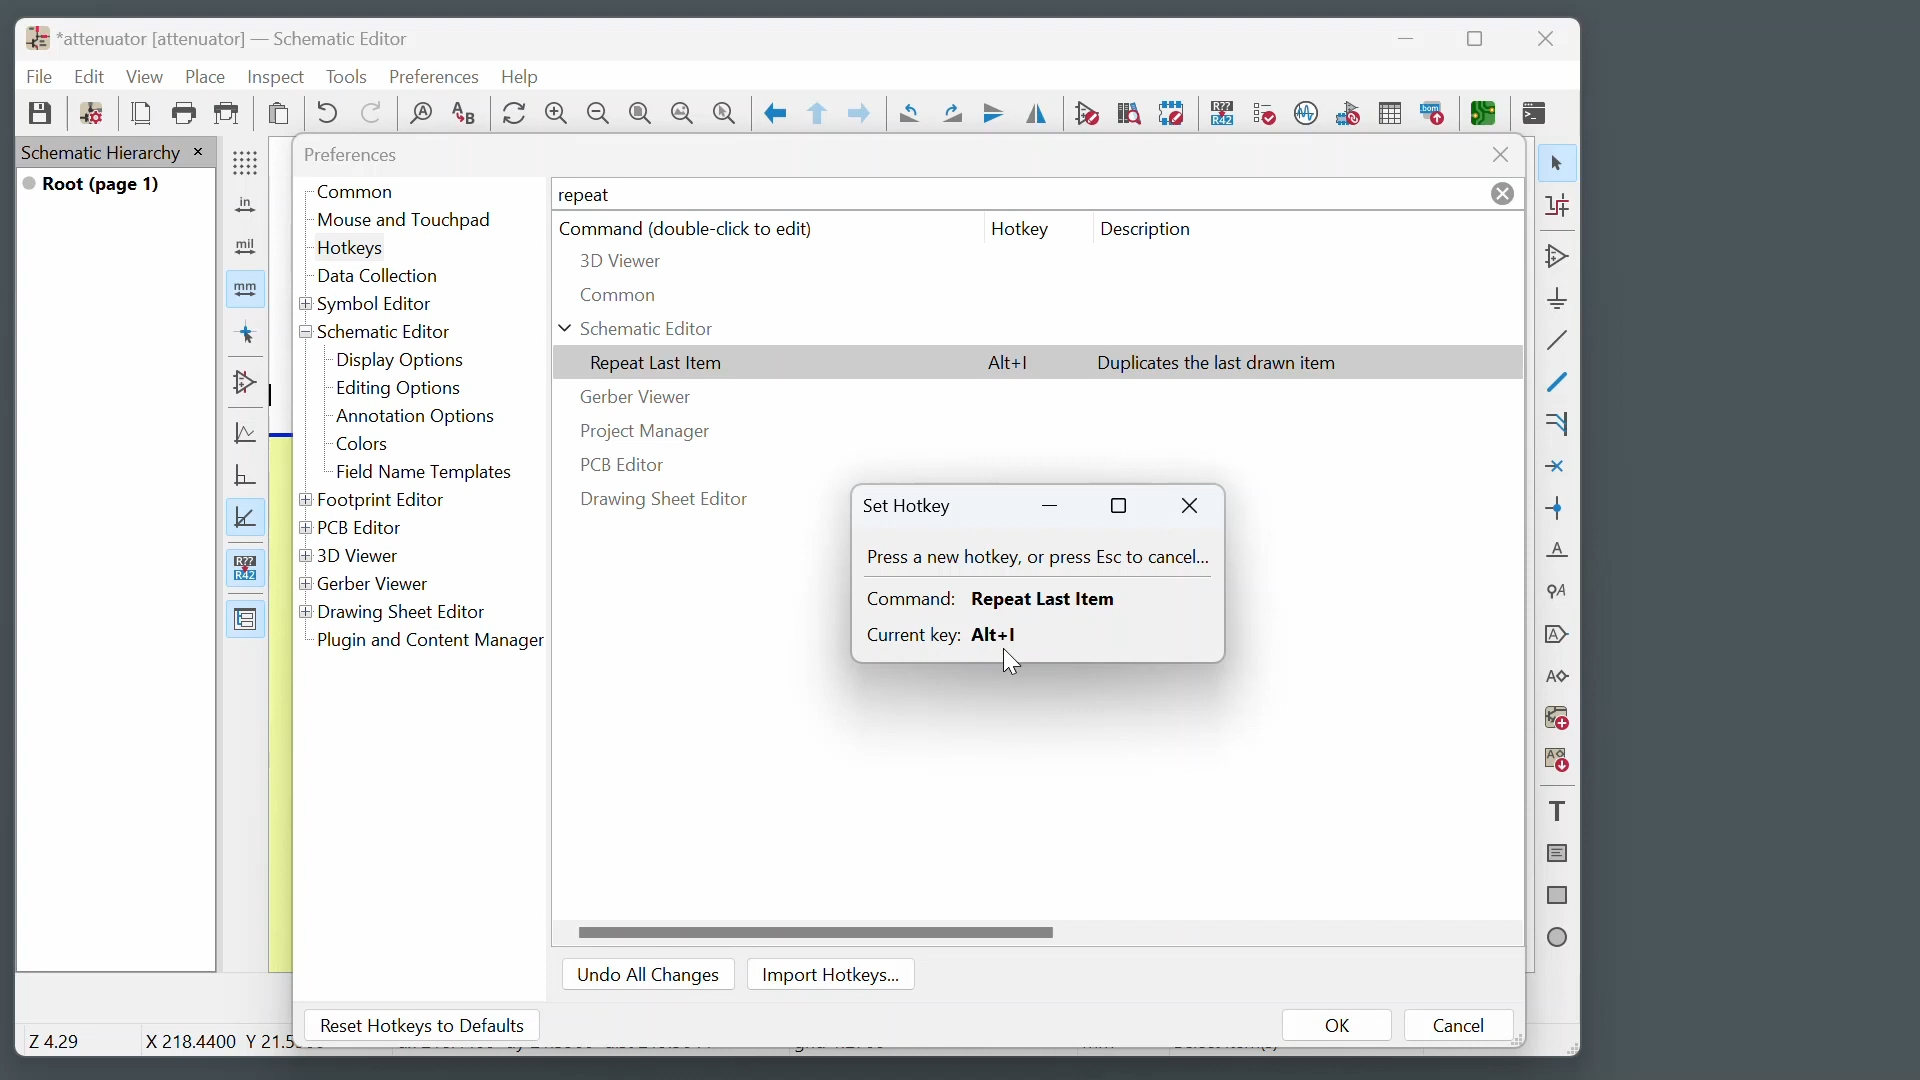 *attenuator [attenuator] — Schematic Editor
File Edit View Place Inspect Tools Preferences Help
Schematic Hierarchy
Root (page 1)
in
mil
mm
R??
R42
Preferences
Common
Mouse and Touchpad
Hotkeys
Data Collection
Symbol Editor
Schematic Editor
Display Options
Editing Options
Annotation Options
Colors
Field Name Templates
Footprint Editor
PCB Editor
3D Viewer
Gerber Viewer
Drawing Sheet Editor
Plugin and Content Manager
repeat
Command (double-click to edit) Hotkey Description
3D Viewer
Common
Schematic Editor
Repeat Last Item Alt+I Duplicates the last drawn item
Gerber Viewer
Project Manager
PCB Editor
Drawing Sheet Editor
Set Hotkey
Press a new hotkey, or press Esc to cancel...
Command: Repeat Last Item
Current key: Alt+I
Undo All Changes Import Hotkeys...
Reset Hotkeys to Defaults OK Cancel
Z 4.29 X 218.4400 Y